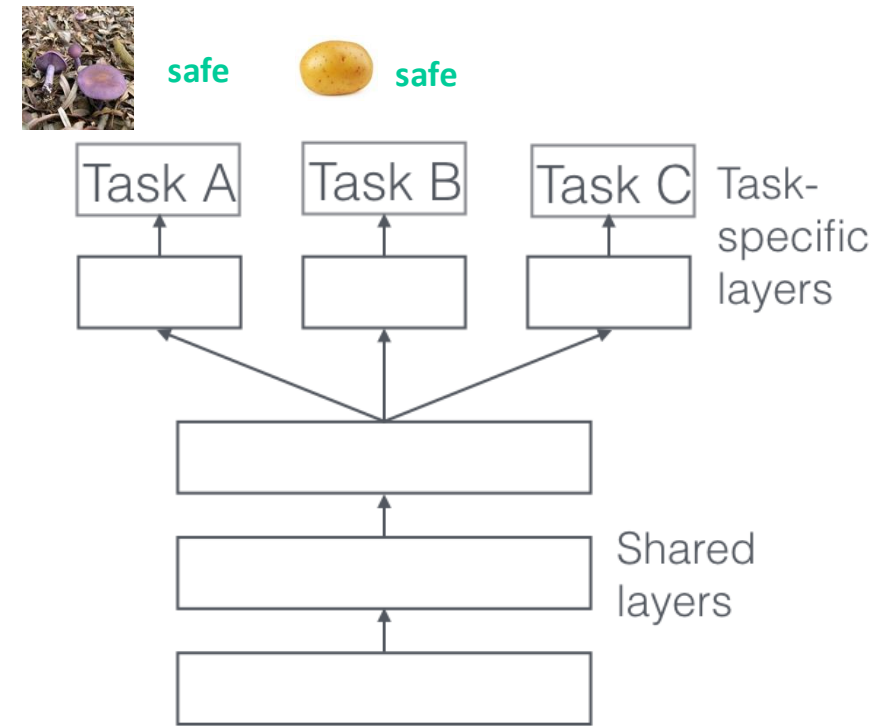 safe
safe
Task A
Task B
Task C
Task-
specific
layers
Shared
layers